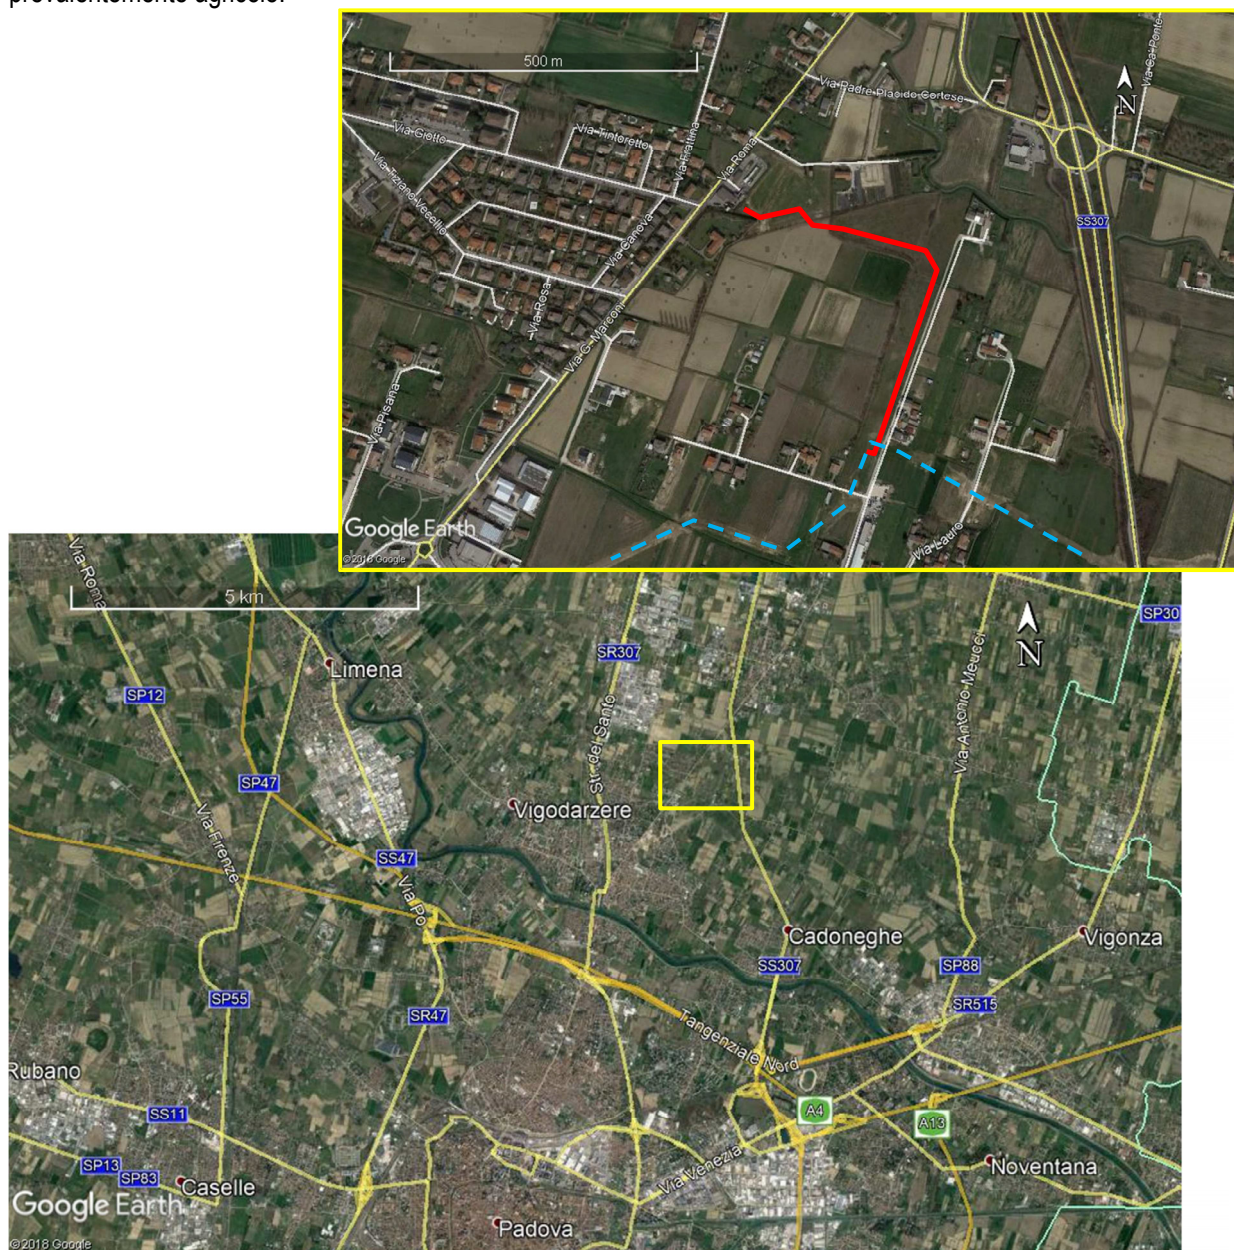 prevalentemente agricole.
500 m
Via Padre Placido Cortese
Via Ca' Ponte
N
Via Giotto
Via Tintoretto
Via Frattina
Via Roma
Via Tiziano Vecellio
Via Canova
SS307
Via Rosa
Via G. Marconi
Via Pisana
Via Lauro
Google Earth
©2018 Google
Via Roma
5 km
SP30
N
Limena
SR307
SP12
Via Antonio Meucci
Str. del Santo
SP47
Vigodarzere
Via Firenze
SS47
Via Po
Cadoneghe
Vigonza
SS307
SP88
SP55
SR515
SR47
Tangenziale Nord
Rubano
SS11
A4
A13
Via Venezia
SP13
SP83
Caselle
Noventana
Google Earth
Padova
©2018 Google